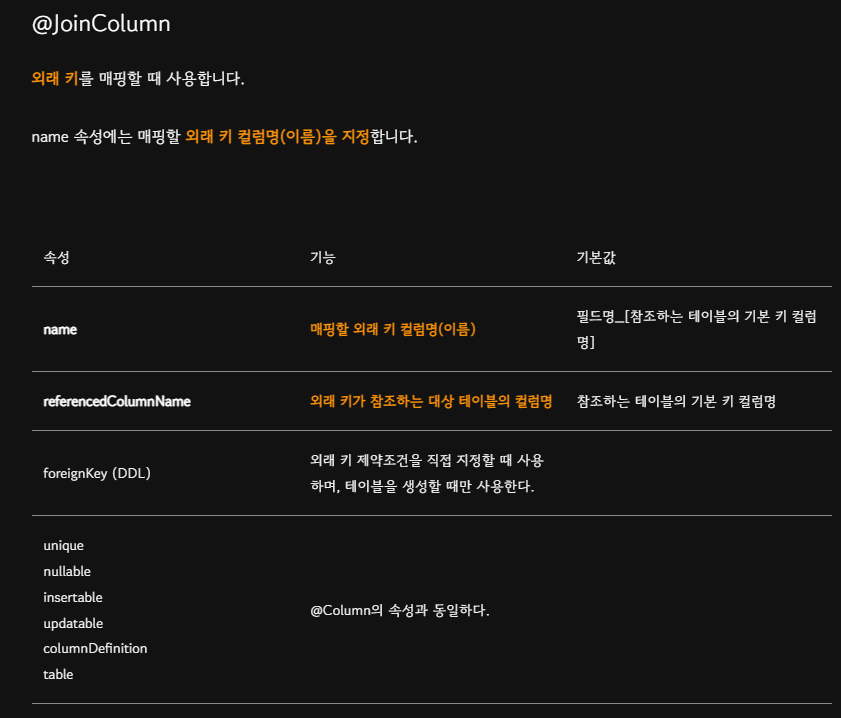 @JoinColumn
외래 키를 매핑할 때 사용합니다.
name 속성에는 매핑할 외래 키 컬럼명(이름)을 지정합니다.
속성 기능 기본값
name 매핑할 외래 키 컬럼명(이름) 필드명_[참조하는 테이블의 기본 키 컬럼
명]
referencedColumnName 외래 키가 참조하는 대상 테이블의 컬럼명 참조하는 테이블의 기본 키 컬럼명
foreignKey (DDL) 외래 키 제약조건을 직접 지정할 때 사용
하며, 테이블을 생성할 때만 사용한다.
unique
nullable
insertable
updatable
columnDefinition
table
@Column의 속성과 동일하다.